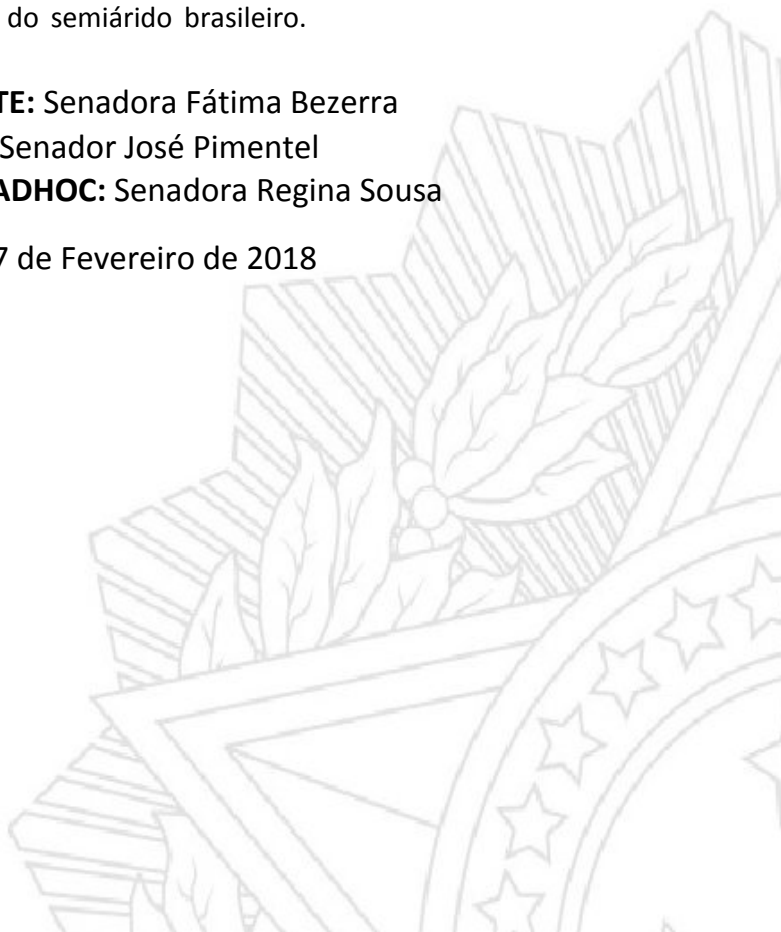 do semiárido brasileiro.
TE: Senadora Fátima Bezerra
Senador José Pimentel
ADHOC: Senadora Regina Sousa
7 de Fevereiro de 2018